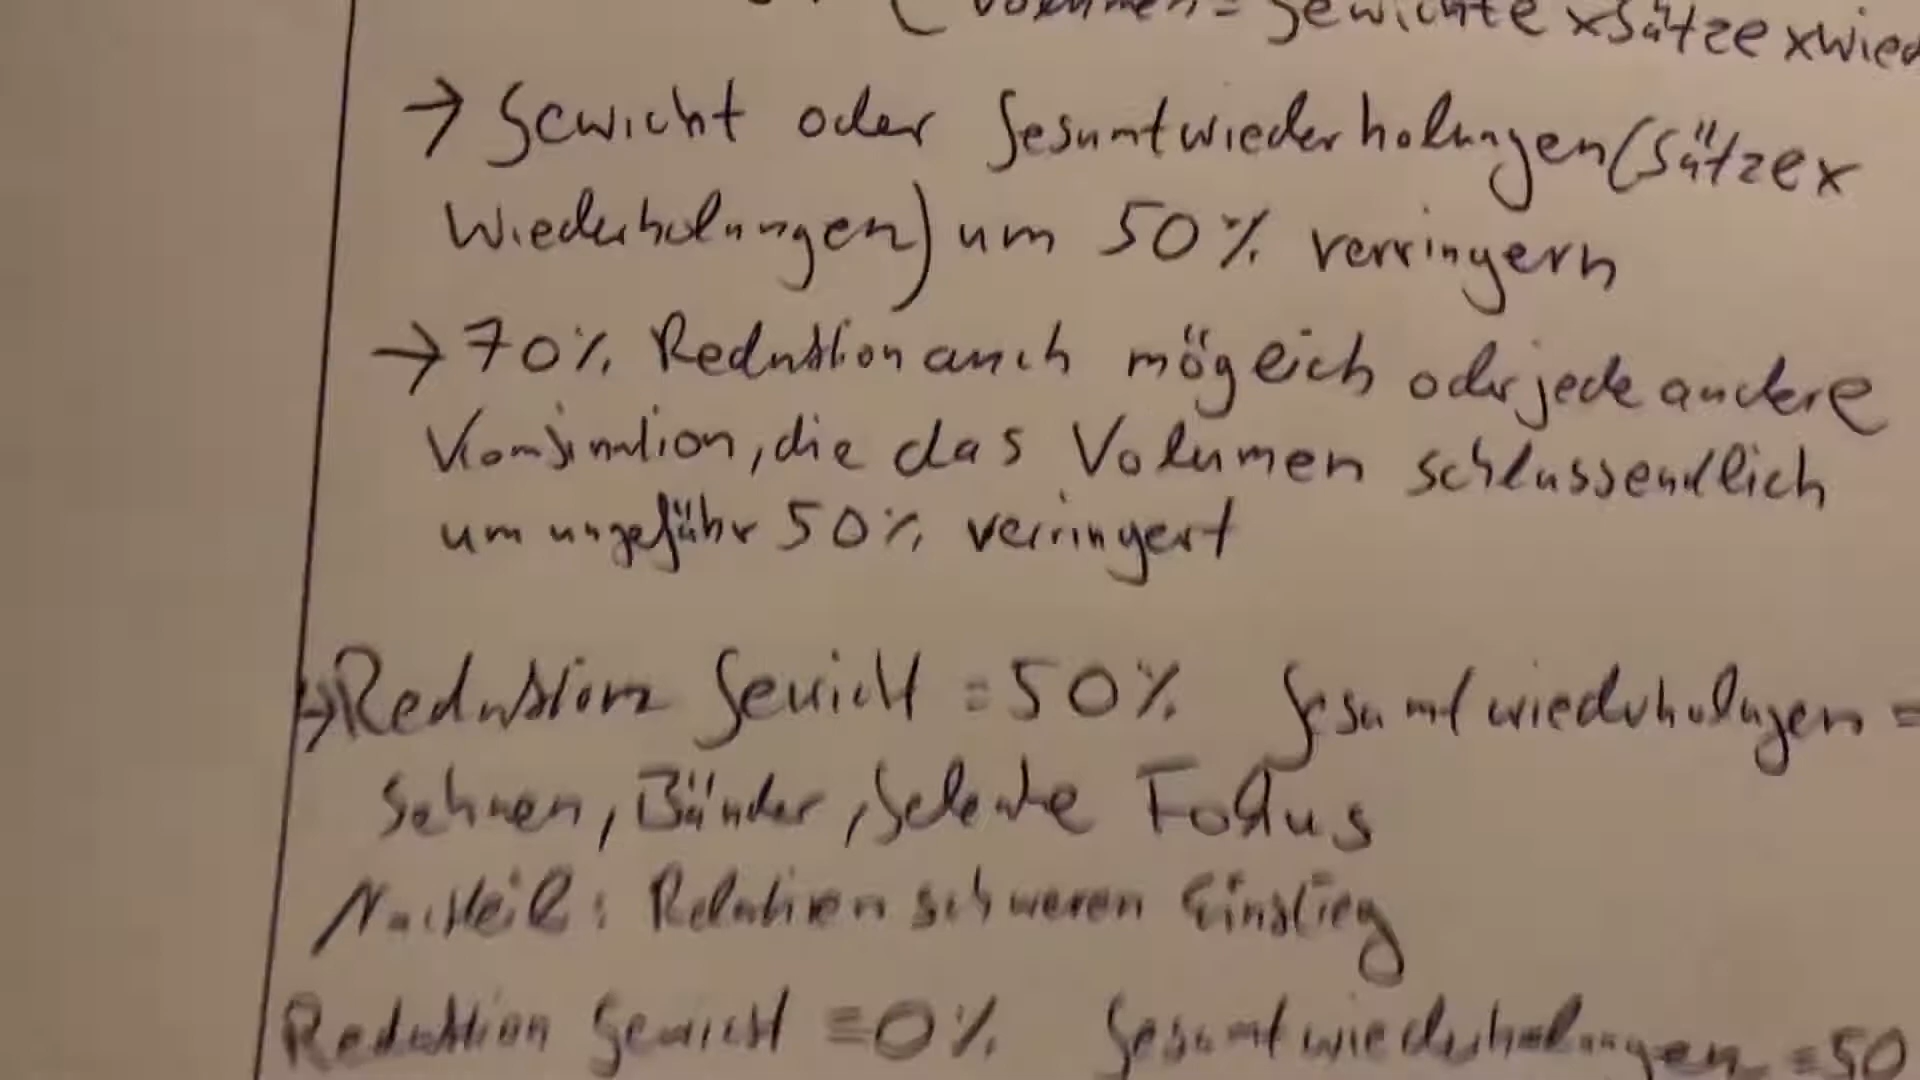 Volumen = Gewichte x Sätze x Wied
→ Gewicht oder Gesamtwiederholungen (Sätze x
Wiederholungen) um 50% verringern
→ 70% Reduktion auch möglich oder jede andere
Kombination, die das Volumen schlussendlich
um ungefähr 50% verringert
→ Reduktion Gewicht = 50% Gesamtwiederholungen =
Sehnen, Bänder, Gelenke Fokus
Nachteil: Relativen schweren Einstieg
Reduktion Gewicht = 0% Gesamtwiederholungen = 50